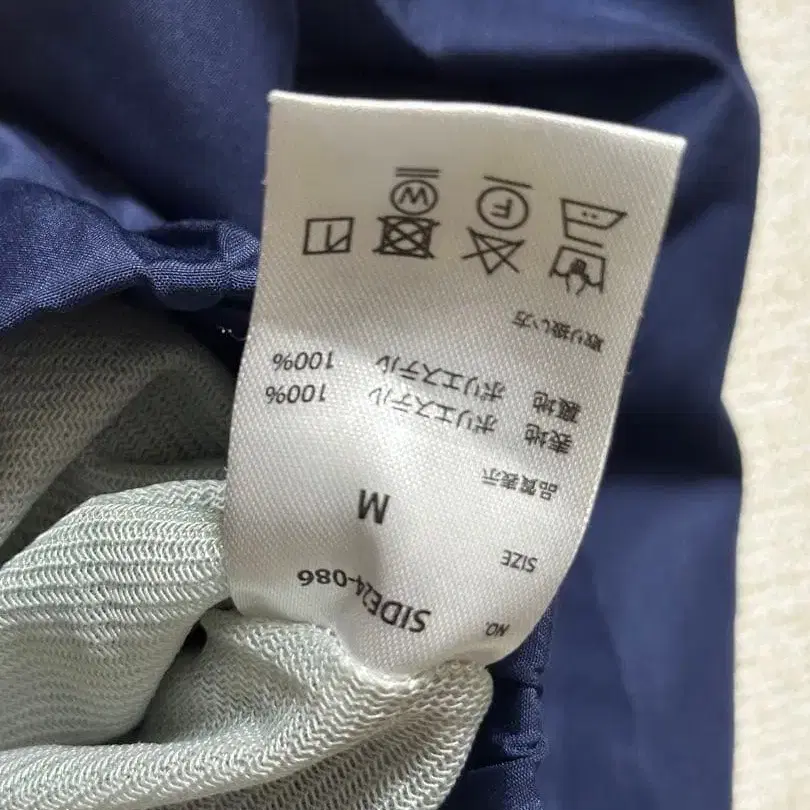 NO.
SIDE24-086
SIZE
M
品質表示
表地 ポリエステル 100%
裏地 ポリエステル 100%
取り扱い方
F
W